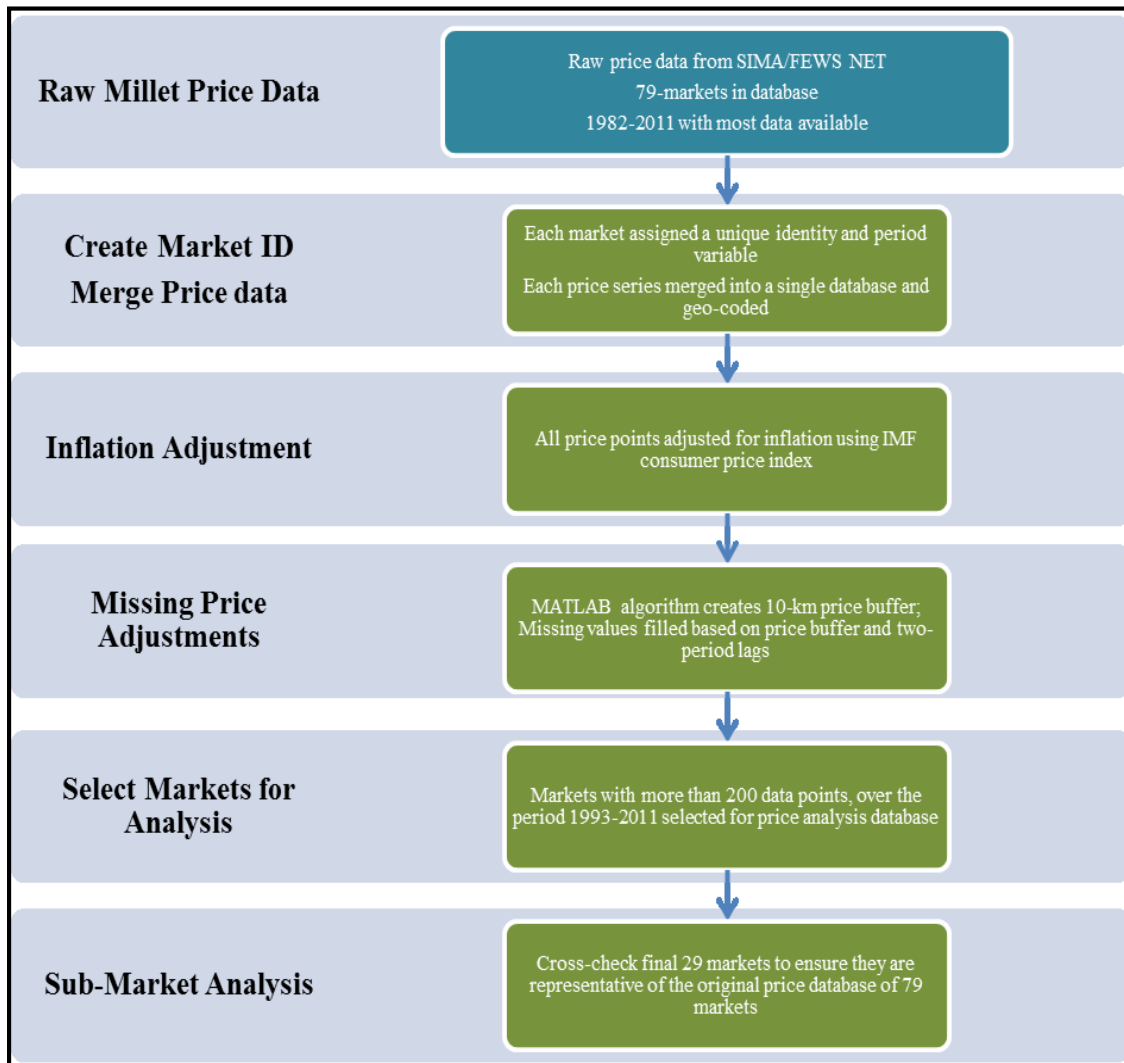 Raw Millet Price Data
Raw price data from SIMA/FEWS NET
79-markets in database
1982-2011 with most data available
Create Market ID
Merge Price data
Each market assigned a unique identity and period
variable
Each price series merged into a single database and
geo-coded
Inflation Adjustment
All price points adjusted for inflation using IMF
consumer price index
Missing Price
Adjustments
MATLAB algorithm creates 10-km price buffer;
Missing values filled based on price buffer and two-
period lags
Select Markets for
Analysis
Markets with more than 200 data points, over the
period 1993-2011 selected for price analysis database
Sub-Market Analysis
Cross-check final 29 markets to ensure they are
representative of the original price database of 79
markets